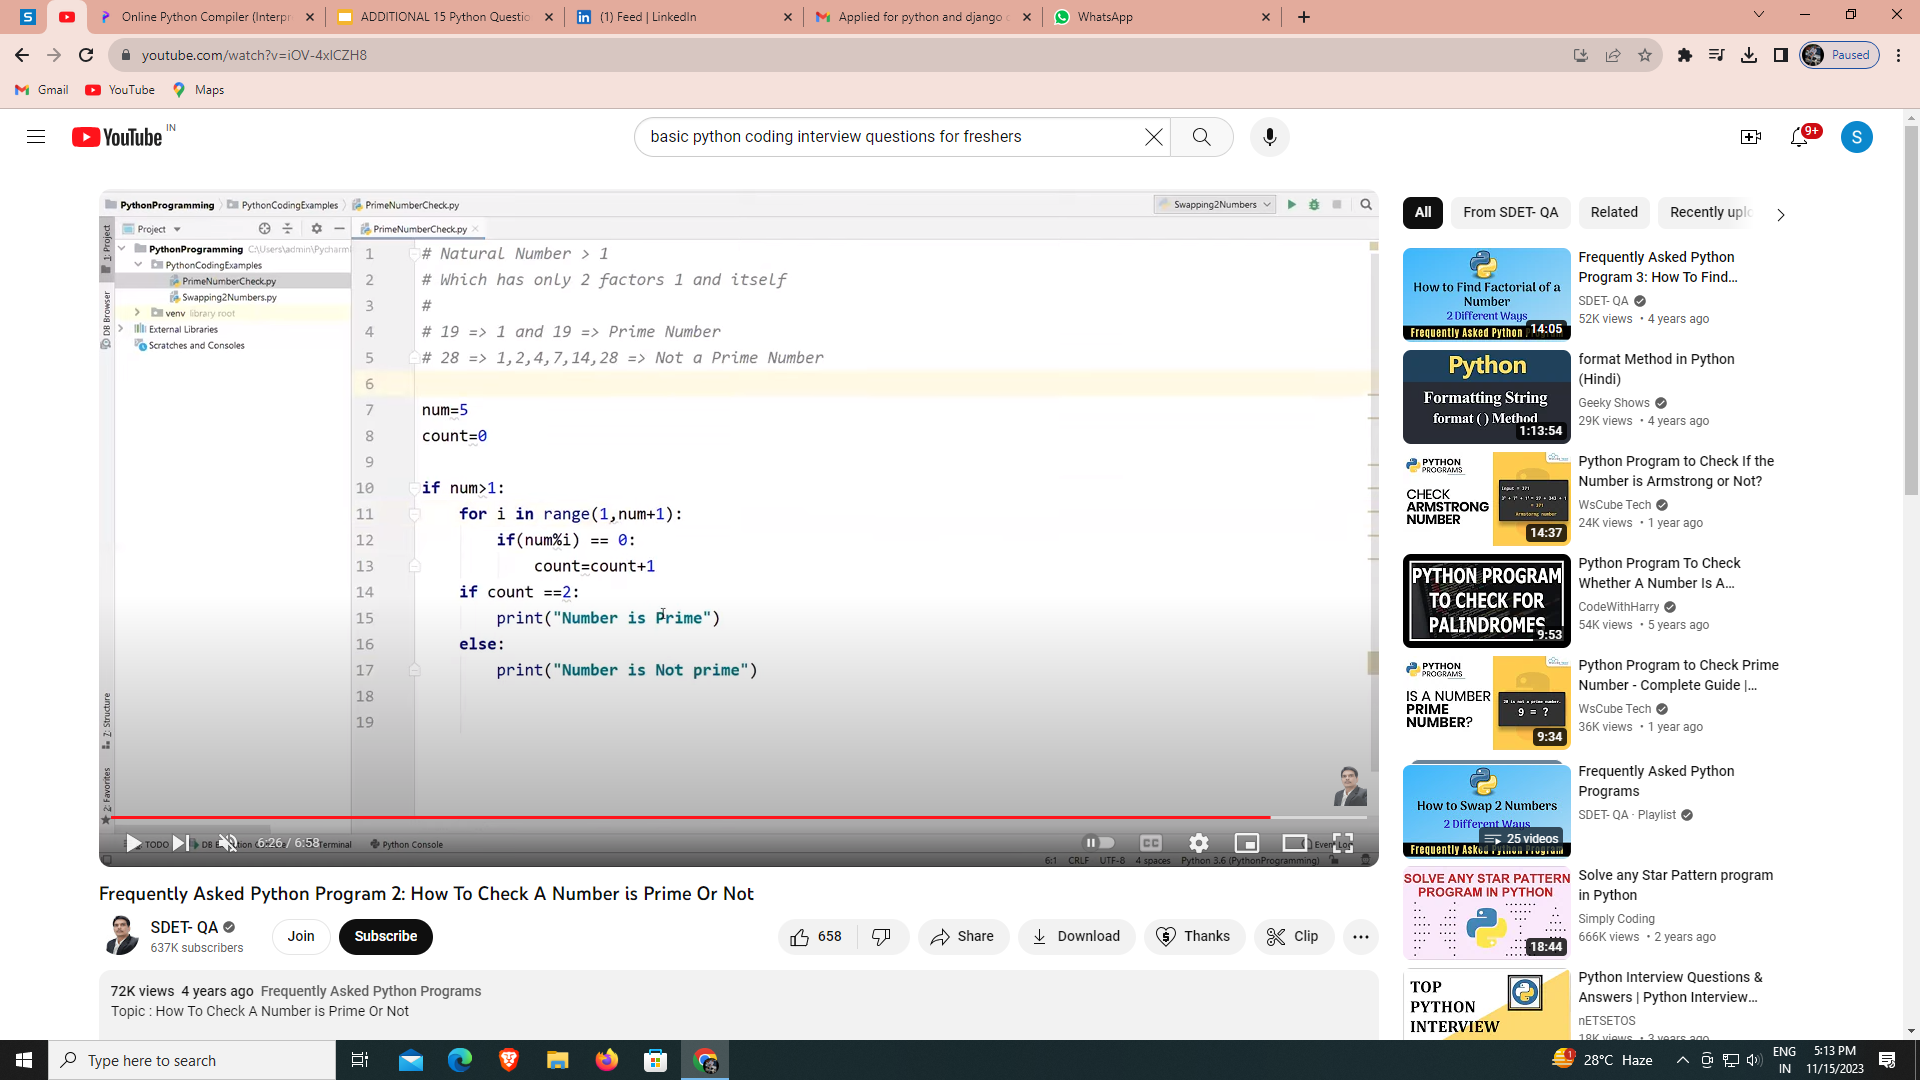 Online Python Compiler (Interpr
ADDITIONAL 15 Python Questio
(1) Feed | LinkedIn
Applied for python and django
WhatsApp
youtube.com/watch?v=iOV-4xlCZH8
Paused
Gmail
YouTube
Maps
YouTube IN
basic python coding interview questions for freshers
9+
S
PythonProgramming
PythonCodingExamples
PrimeNumberCheck.py
Swapping2Numbers
1: Project
Project
PrimeNumberCheck.py
PythonProgramming C:\Users\admin\Pycharm
PythonCodingExamples
PrimeNumberCheck.py
Swapping2Numbers.py
venv library root
External Libraries
Scratches and Consoles
DB Browser
Z: Structure
2: Favorites
1 # Natural Number > 1
2 # Which has only 2 factors 1 and itself
3 #
4 # 19 => 1 and 19 => Prime Number
5 # 28 => 1,2,4,7,14,28 => Not a Prime Number
6
7 num=5
8 count=0
9
10 if num>1:
11 for i in range(1,num+1):
12 if(num%i) == 0:
13 count=count+1
14 if count ==2:
15 print("Number is Prime")
16 else:
17 print("Number is Not prime")
18
19
6:26 / 6:58
TODO
Terminal
Python Console
CC
6:1 CRLF UTF-8 4 spaces Python 3.6 (PythonProgramming)
Frequently Asked Python Program 2: How To Check A Number is Prime Or Not
SDET- QA
637K subscribers
Join
Subscribe
658
Share
Download
Thanks
Clip
72K views 4 years ago Frequently Asked Python Programs
Topic : How To Check A Number is Prime Or Not
All
From SDET- QA
Related
Recently uplo
How to Find Factorial of a
Number
2 Different Ways
Frequently Asked Python
14:05
Frequently Asked Python
Program 3: How To Find...
SDET- QA
52K views • 4 years ago
Python
Formatting String
format ( ) Method
1:13:54
format Method in Python
(Hindi)
Geeky Shows
29K views • 4 years ago
PYTHON
PROGRAMS
CHECK
ARMSTRONG
NUMBER
14:37
Python Program to Check If the
Number is Armstrong or Not?
WsCube Tech
24K views • 1 year ago
PYTHON PROGRAM
TO CHECK FOR
PALINDROMES
9:53
Python Program To Check
Whether A Number Is A...
CodeWithHarry
54K views • 5 years ago
PYTHON
PROGRAMS
IS A NUMBER
PRIME
NUMBER?
9 = ?
9:34
Python Program to Check Prime
Number - Complete Guide |...
WsCube Tech
36K views • 1 year ago
How to Swap 2 Numbers
2 Different Ways
25 videos
Frequently Asked Python Program
Frequently Asked Python
Programs
SDET- QA · Playlist
SOLVE ANY STAR PATTERN
PROGRAM IN PYTHON
18:44
Solve any Star Pattern program
in Python
Simply Coding
666K views • 2 years ago
TOP
PYTHON
INTERVIEW
Python Interview Questions &
Answers | Python Interview...
nETSETOS
18K views • 3 years ago
Type here to search
1
28°C Haze
ENG
IN
5:13 PM
11/15/2023